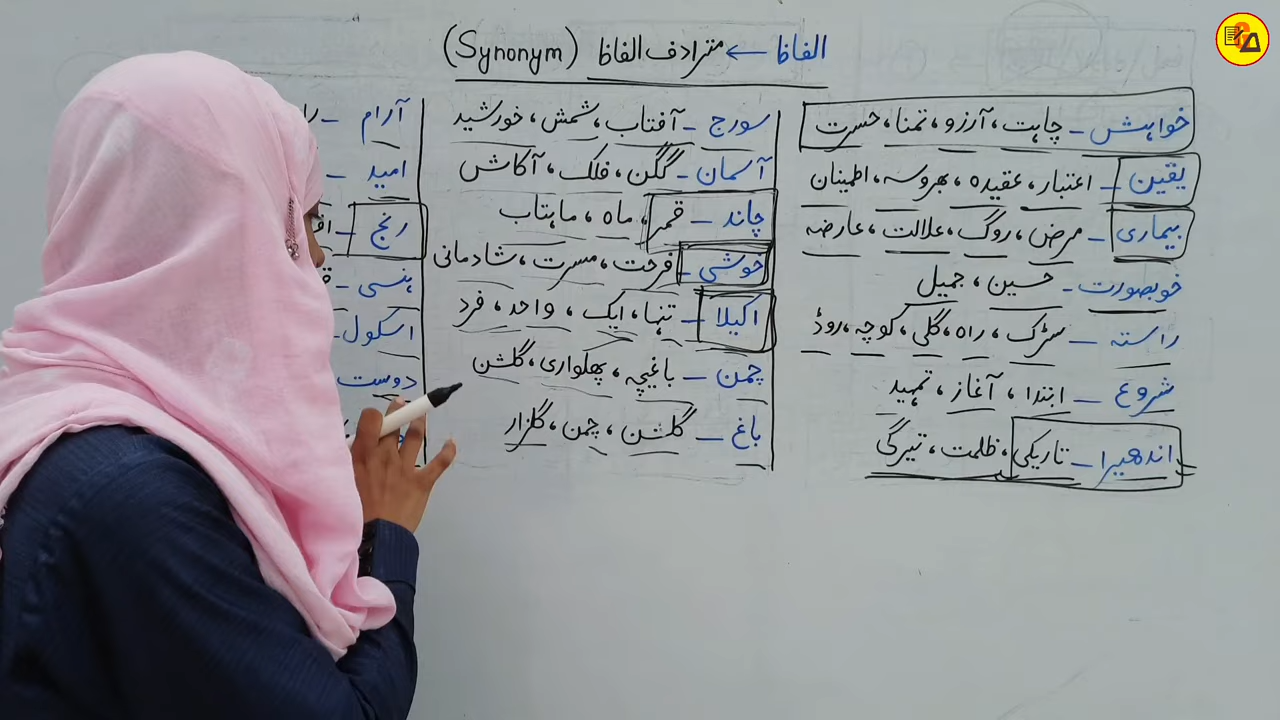 الفاظ ← مترادف الفاظ (Synonym)
خواہش - چاہت، آرزو، تمنا، حسرت
یقین - اعتبار، عقیدہ، بھروسہ، اطمینان
بیماری - مرض، روگ، علالت، عارضہ
خوبصورت - حسین، جمیل
راستہ - سڑک، راہ، گلی، کوچہ، روڈ
شروع - ابتدا، آغاز، تمہید
اندھیرا - تاریکی، ظلمت، تیرگی
سورج - آفتاب، شمش، خورشید
آسمان - گگن، فلک، آکاش
چاند - قمر، ماہ، ماہتاب
خوشی - فرحت، مسرت، شادمانی
اکیلا - تنہا، ایک، واحد، فرد
چمن - باغیچہ، پھلواری، گلشن
باغ - گلشن، چمن، گلزار
آرام -
امید -
رنج -
ہنسی -
اسکول -
دوست -